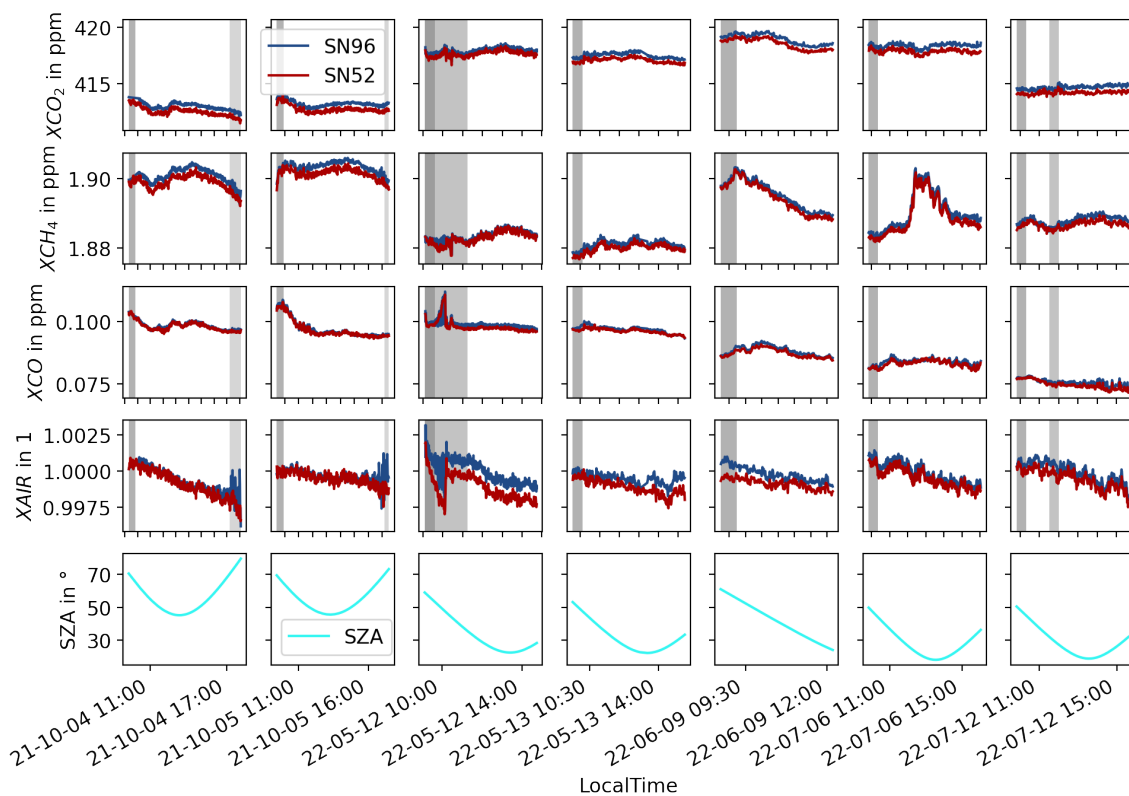 XCO₂ in ppm
420
415
SN96
SN52
XCH₄ in ppm
1.90
1.88
XCO in ppm
0.100
0.075
XAIR in 1
1.0025
1.0000
0.9975
SZA in °
70
50
30
SZA
21-10-04 11:00
21-10-04 17:00
21-10-05 11:00
21-10-05 16:00
22-05-12 10:00
22-05-12 14:00
22-05-13 10:30
22-05-13 14:00
22-06-09 09:30
22-06-09 12:00
22-07-06 11:00
22-07-06 15:00
22-07-12 11:00
22-07-12 15:00
LocalTime